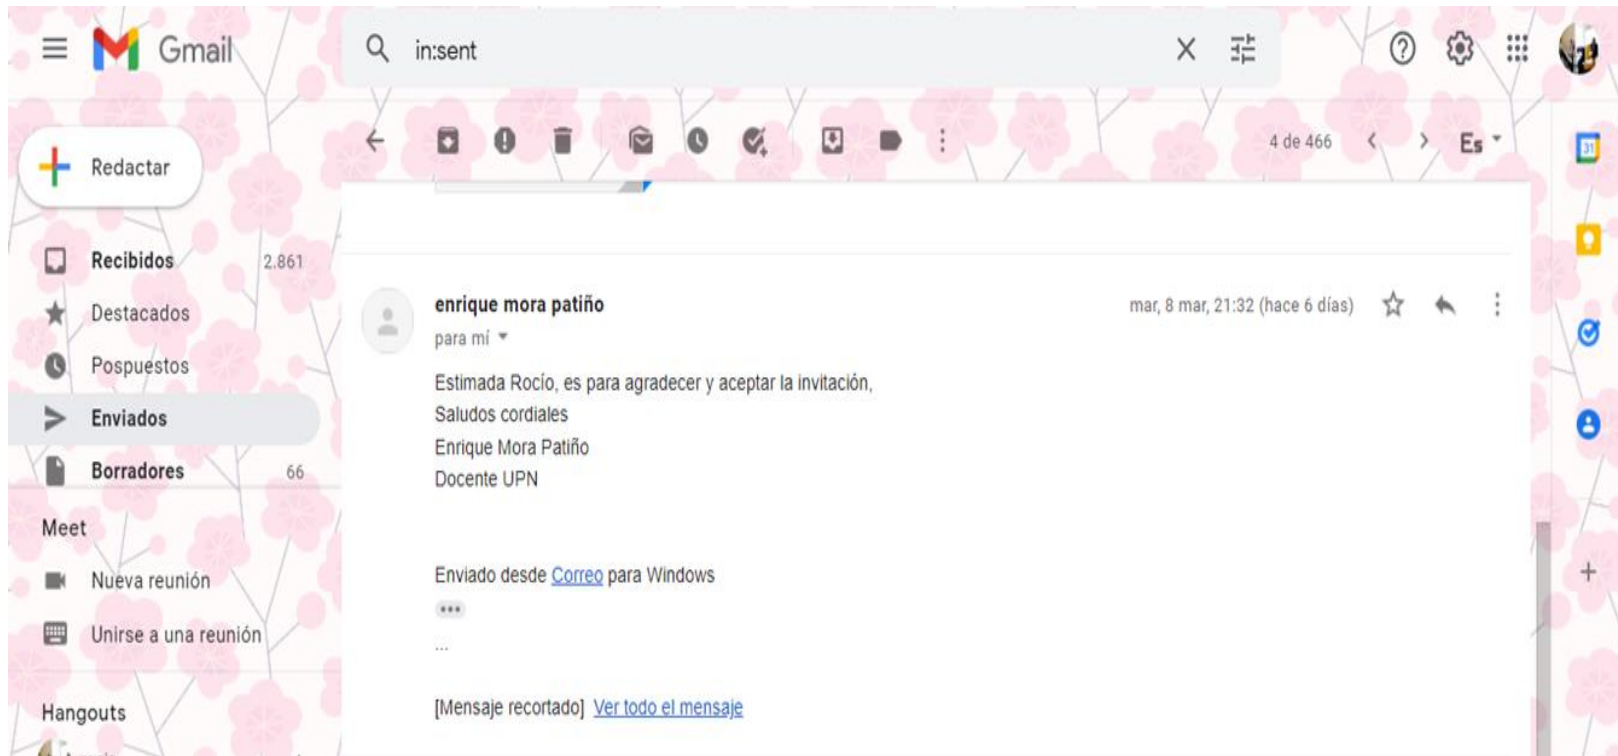 Gmail
in:sent
4 de 466
Es
31
Redactar
Recibidos 2.861
Destacados
Pospuestos
Enviados
Borradores 66
Meet
Nueva reunión
Unirse a una reunión
Hangouts
enrique mora patiño
mar, 8 mar, 21:32 (hace 6 días)
para mí
Estimada Rocío, es para agradecer y aceptar la invitación,
Saludos cordiales
Enrique Mora Patiño
Docente UPN
Enviado desde Correo para Windows
...
[Mensaje recortado] Ver todo el mensaje